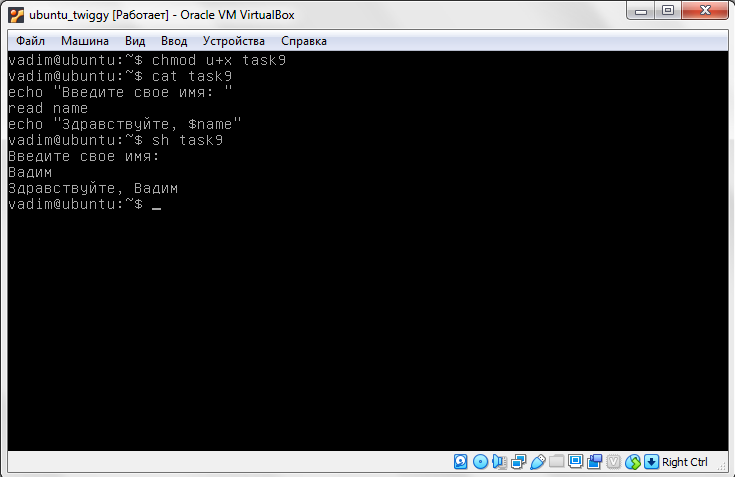 ubuntu_twiggy [Работает] - Oracle VM VirtualBox
Файл Машина Вид Ввод Устройства Справка
vadim@ubuntu:~$ chmod u+x task9
vadim@ubuntu:~$ cat task9
echo "Введите свое имя: "
read name
echo "Здравствуйте, $name"
vadim@ubuntu:~$ sh task9
Введите свое имя:
Вадим
Здравствуйте, Вадим
vadim@ubuntu:~$ _
Right Ctrl